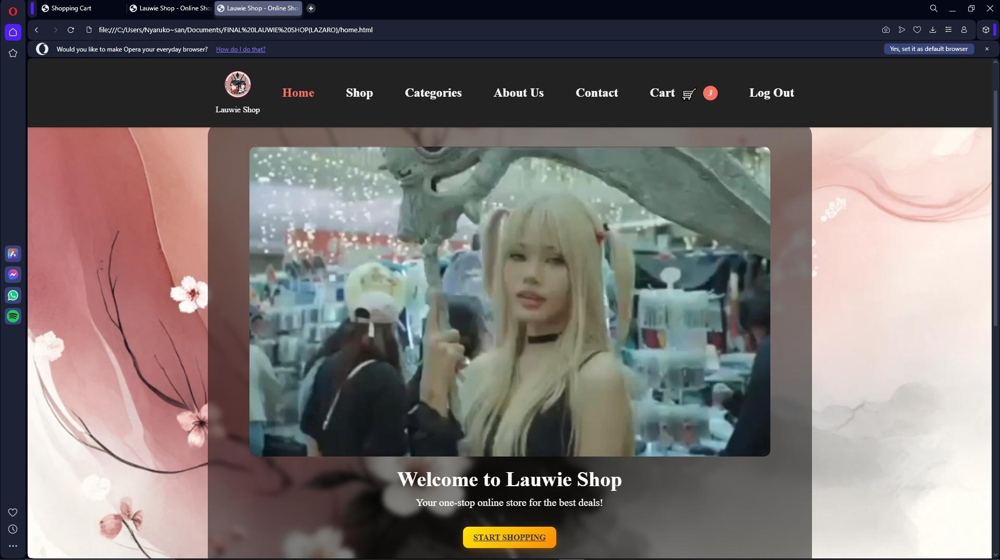 Shopping Cart
Lauwie Shop - Online Sho
Lauwie Shop - Online Sho
file:///C:/Users/Nyaruko~san/Documents/FINAL%20LAUWIE%20SHOP(LAZARO)/home.html
Would you like to make Opera your everyday browser? How do I do that?
Yes, set it as default browser
Lauwie Shop
Home
Shop
Categories
About Us
Contact
Cart 3
Log Out
Welcome to Lauwie Shop
Your one-stop online store for the best deals!
START SHOPPING